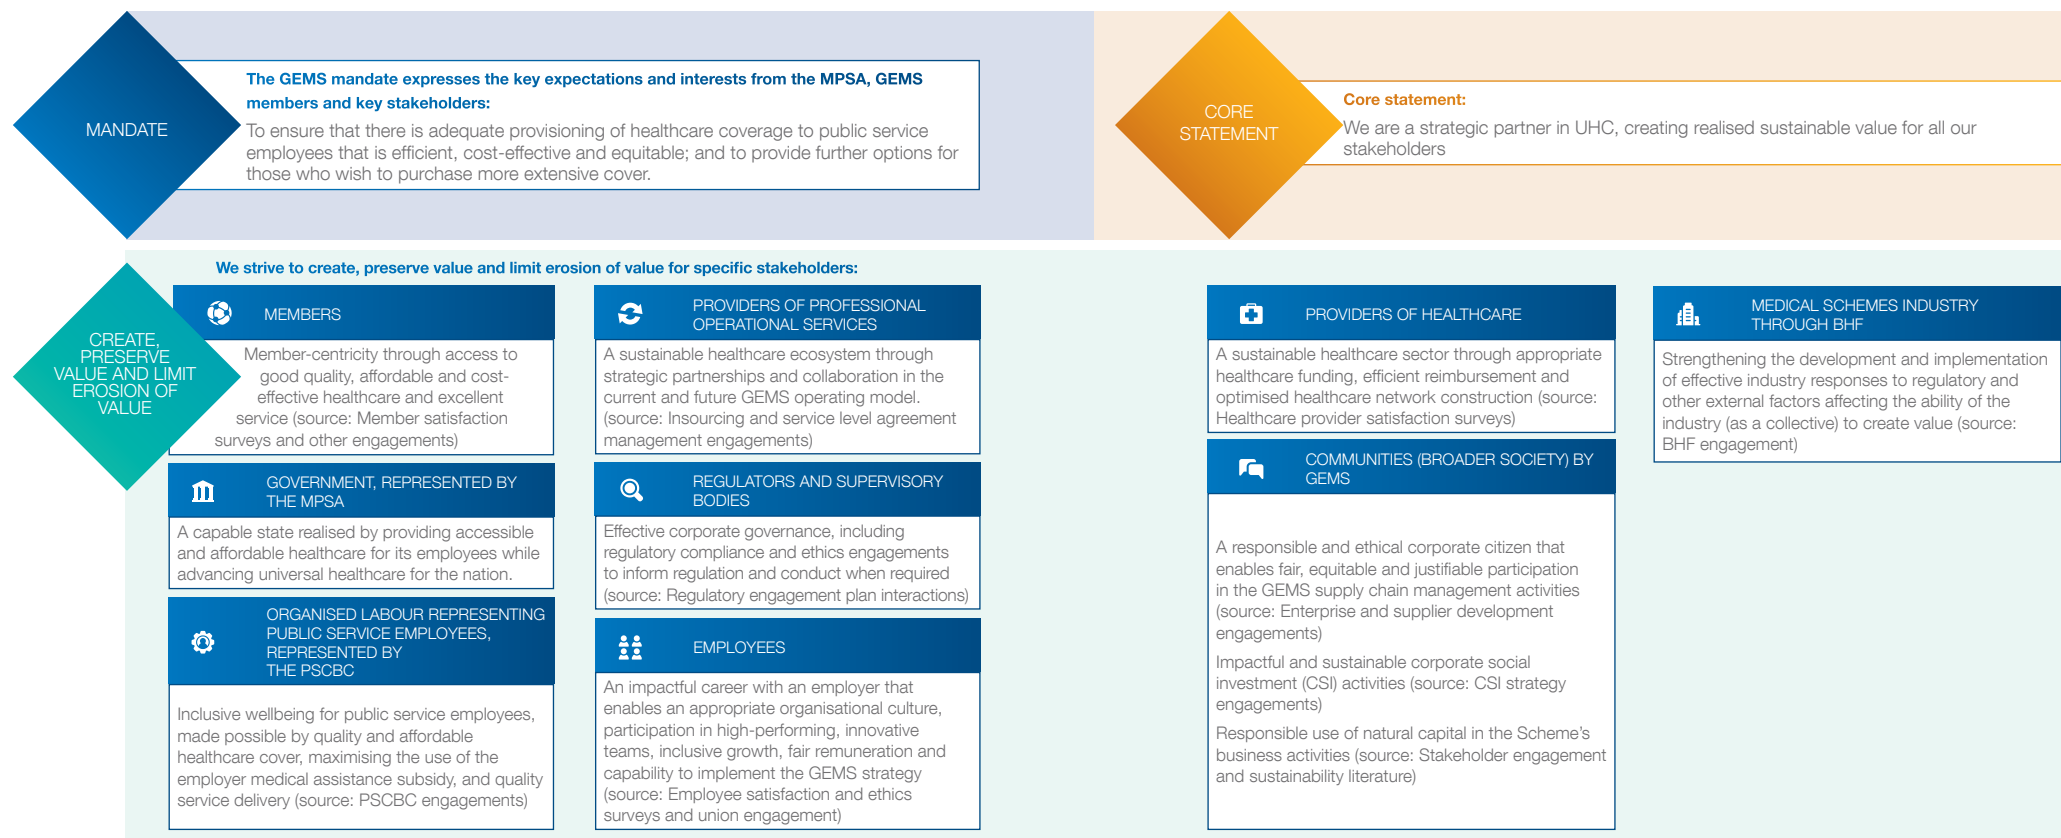 MANDATE
The GEMS mandate expresses the key expectations and interests from the MPSA, GEMS
members and key stakeholders:
To ensure that there is adequate provisioning of healthcare coverage to public service
employees that is efficient, cost-effective and equitable; and to provide further options for
those who wish to purchase more extensive cover.
CORE
STATEMENT
Core statement:
We are a strategic partner in UHC, creating realised sustainable value for all our
stakeholders
CREATE,
PRESERVE
VALUE AND LIMIT
EROSION OF
VALUE
We strive to create, preserve value and limit erosion of value for specific stakeholders:
MEMBERS
Member-centricity through access to
good quality, affordable and cost-
effective healthcare and excellent
service (source: Member satisfaction
surveys and other engagements)
GOVERNMENT, REPRESENTED BY
THE MPSA
A capable state realised by providing accessible
and affordable healthcare for its employees while
advancing universal healthcare for the nation.
ORGANISED LABOUR REPRESENTING
PUBLIC SERVICE EMPLOYEES,
REPRESENTED BY
THE PSCBC
Inclusive wellbeing for public service employees,
made possible by quality and affordable
healthcare cover, maximising the use of the
employer medical assistance subsidy, and quality
service delivery (source: PSCBC engagements)
PROVIDERS OF PROFESSIONAL
OPERATIONAL SERVICES
A sustainable healthcare ecosystem through
strategic partnerships and collaboration in the
current and future GEMS operating model.
(source: Insourcing and service level agreement
management engagements)
REGULATORS AND SUPERVISORY
BODIES
Effective corporate governance, including
regulatory compliance and ethics engagements
to inform regulation and conduct when required
(source: Regulatory engagement plan interactions)
EMPLOYEES
An impactful career with an employer that
enables an appropriate organisational culture,
participation in high-performing, innovative
teams, inclusive growth, fair remuneration and
capability to implement the GEMS strategy
(source: Employee satisfaction and ethics
surveys and union engagement)
PROVIDERS OF HEALTHCARE
A sustainable healthcare sector through appropriate
healthcare funding, efficient reimbursement and
optimised healthcare network construction (source:
Healthcare provider satisfaction surveys)
COMMUNITIES (BROADER SOCIETY) BY
GEMS
A responsible and ethical corporate citizen that
enables fair, equitable and justifiable participation
in the GEMS supply chain management activities
(source: Enterprise and supplier development
engagements)
Impactful and sustainable corporate social
investment (CSI) activities (source: CSI strategy
engagements)
Responsible use of natural capital in the Scheme's
business activities (source: Stakeholder engagement
and sustainability literature)
MEDICAL SCHEMES INDUSTRY
THROUGH BHF
Strengthening the development and implementation
of effective industry responses to regulatory and
other external factors affecting the ability of the
industry (as a collective) to create value (source:
BHF engagement)